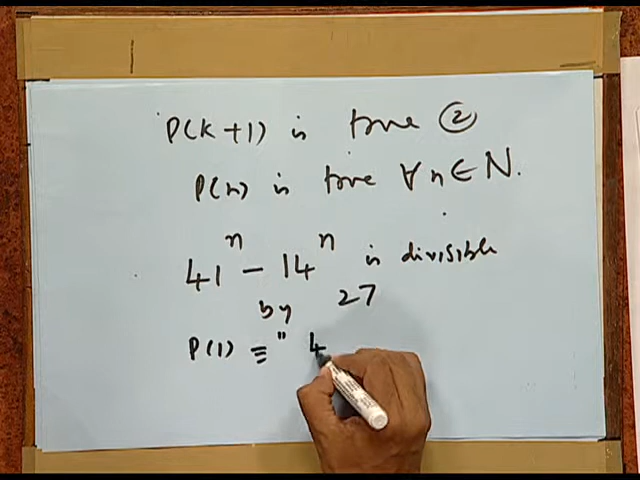 P(k+1) is true ②
P(n) is true ∀ n ∈ N.
41ⁿ - 14ⁿ is divisible
by 27
P(1) ≡ " 4